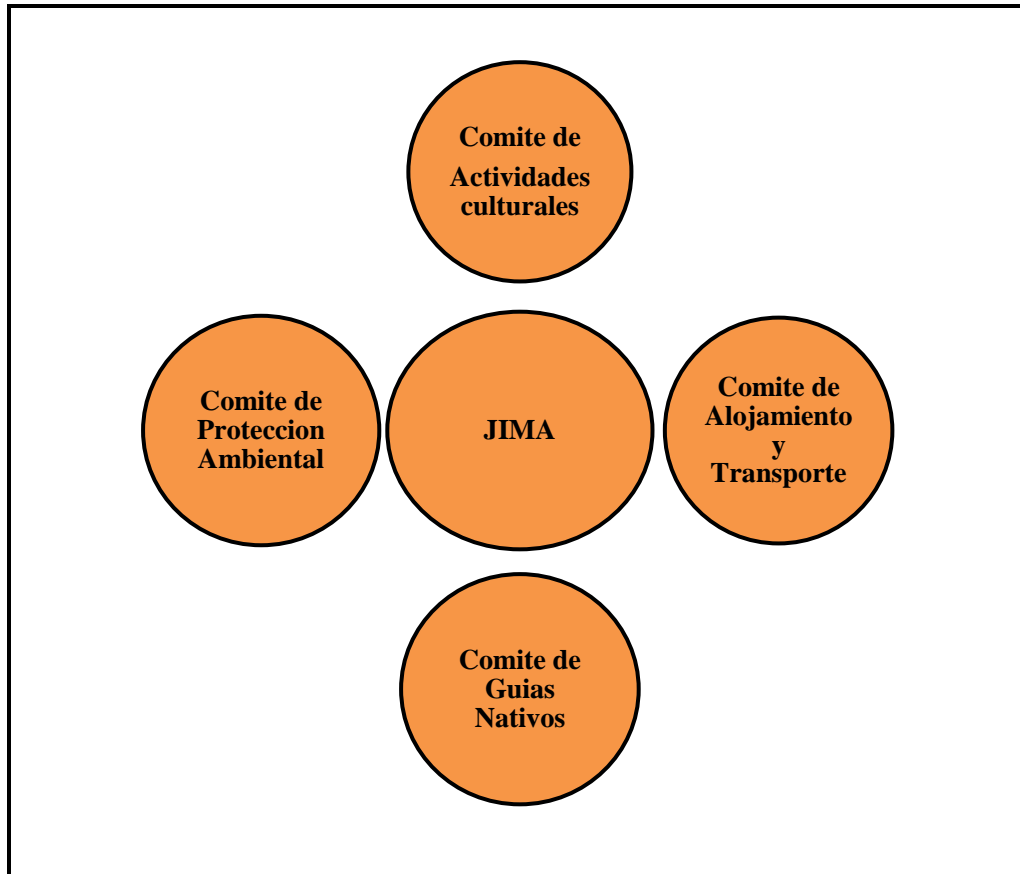 Comite de
Actividades
culturales
Comite de
Proteccion
Ambiental
JIMA
Comite de
Alojamiento
y
Transporte
Comite de
Guias
Nativos